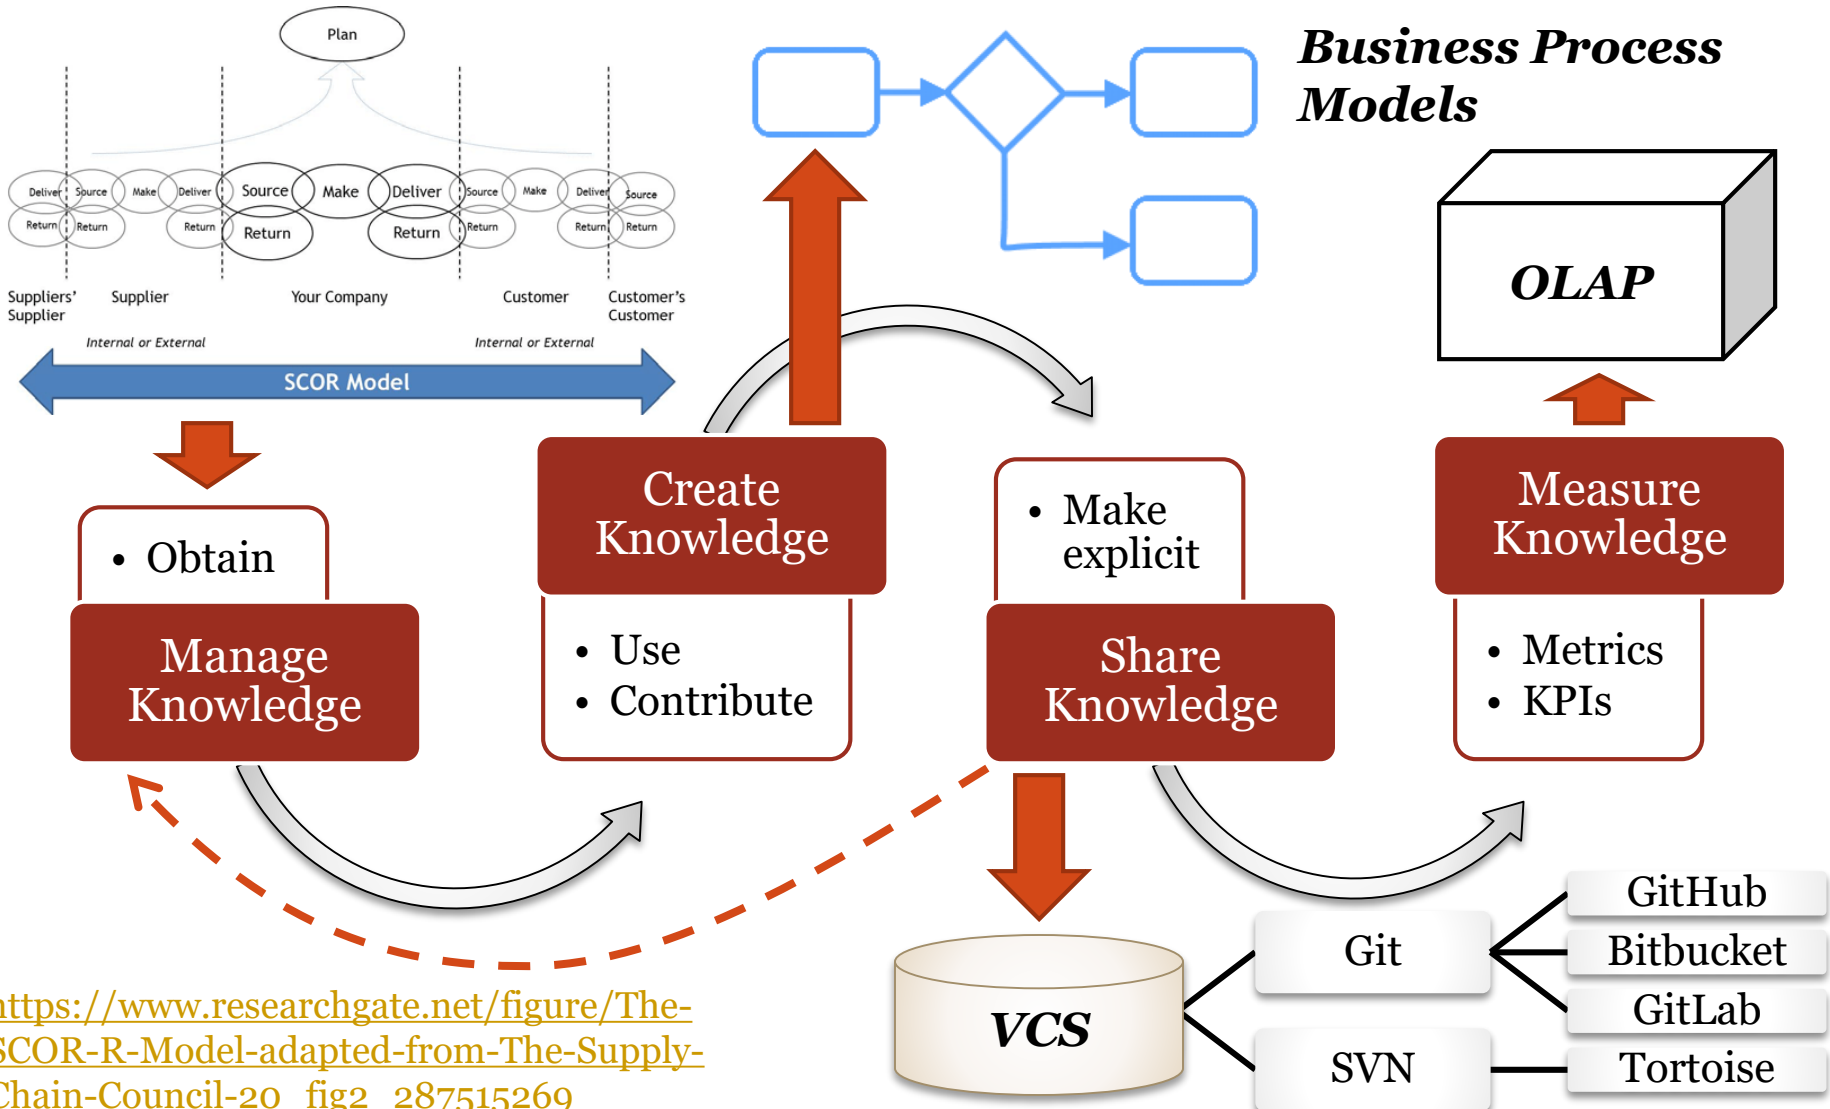 Plan
Business Process
Models
Deliver Source Make Deliver Source Make Deliver Source Make Deliver Source
Return Return Return Return Return Return Return Return
Suppliers'
Supplier
Supplier
Your Company
Customer
Customer's
Customer
Internal or External
Internal or External
SCOR Model
OLAP
• Obtain
Manage
Knowledge
Create
Knowledge
• Use
• Contribute
• Make
explicit
Share
Knowledge
Measure
Knowledge
• Metrics
• KPIs
VCS
Git
SVN
GitHub
Bitbucket
GitLab
Tortoise
https://www.researchgate.net/figure/The-
SCOR-R-Model-adapted-from-The-Supply-
Chain-Council-20_fig2_287515269